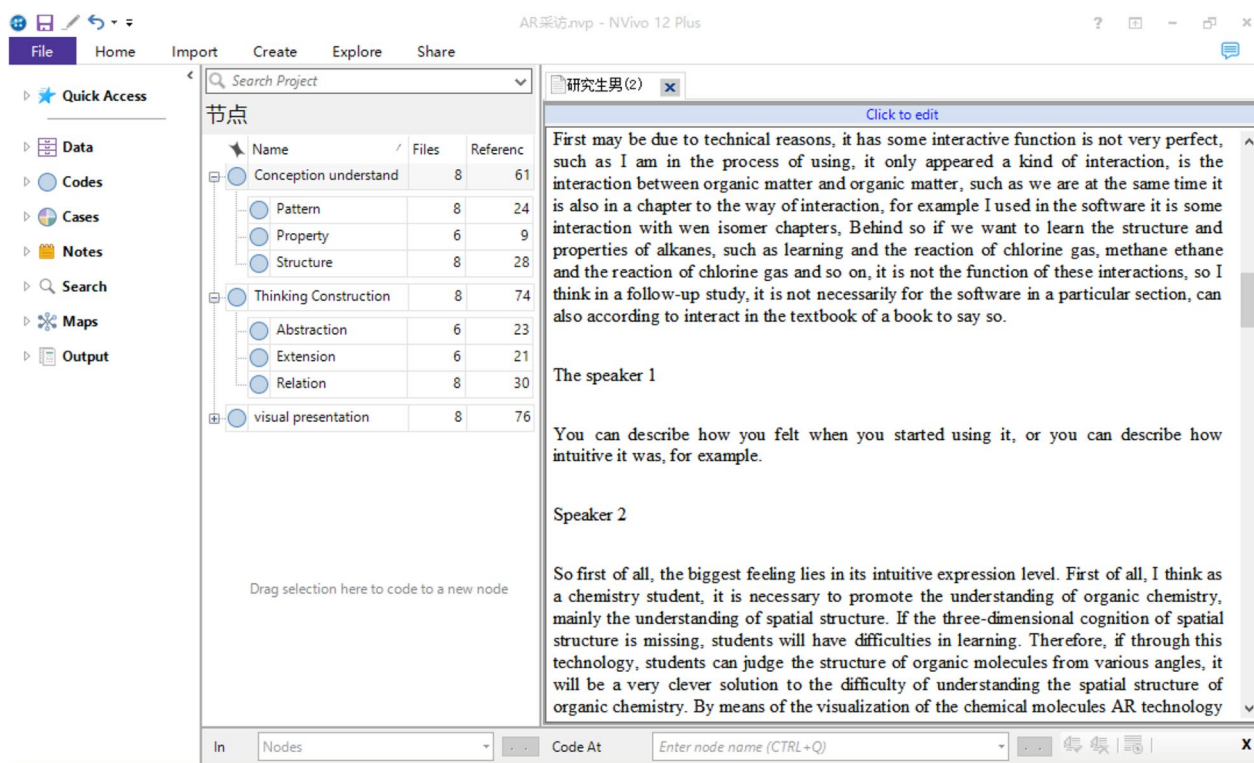 AR采访.nvp - NVivo 12 Plus
?
File Home Import Create Explore Share
Quick Access
Data
Codes
Cases
Notes
Search
Maps
Output
Search Project
节点
Name Files Referenc
Conception understand 8 61
Pattern 8 24
Property 6 9
Structure 8 28
Thinking Construction 8 74
Abstraction 6 23
Extension 6 21
Relation 8 30
visual presentation 8 76
Drag selection here to code to a new node
研究生男(2) x
Click to edit
First may be due to technical reasons, it has some interactive function is not very perfect,
such as I am in the process of using, it only appeared a kind of interaction, is the
interaction between organic matter and organic matter, such as we are at the same time it
is also in a chapter to the way of interaction, for example I used in the software it is some
interaction with wen isomer chapters, Behind so if we want to learn the structure and
properties of alkanes, such as learning and the reaction of chlorine gas, methane ethane
and the reaction of chlorine gas and so on, it is not the function of these interactions, so I
think in a follow-up study, it is not necessarily for the software in a particular section, can
also according to interact in the textbook of a book to say so.
The speaker 1
You can describe how you felt when you started using it, or you can describe how
intuitive it was, for example.
Speaker 2
So first of all, the biggest feeling lies in its intuitive expression level. First of all, I think as
a chemistry student, it is necessary to promote the understanding of organic chemistry,
mainly the understanding of spatial structure. If the three-dimensional cognition of spatial
structure is missing, students will have difficulties in learning. Therefore, if through this
technology, students can judge the structure of organic molecules from various angles, it
will be a very clever solution to the difficulty of understanding the spatial structure of
organic chemistry. By means of the visualization of the chemical molecules AR technology
In Nodes ... Code At Enter node name (CTRL+Q) ... X